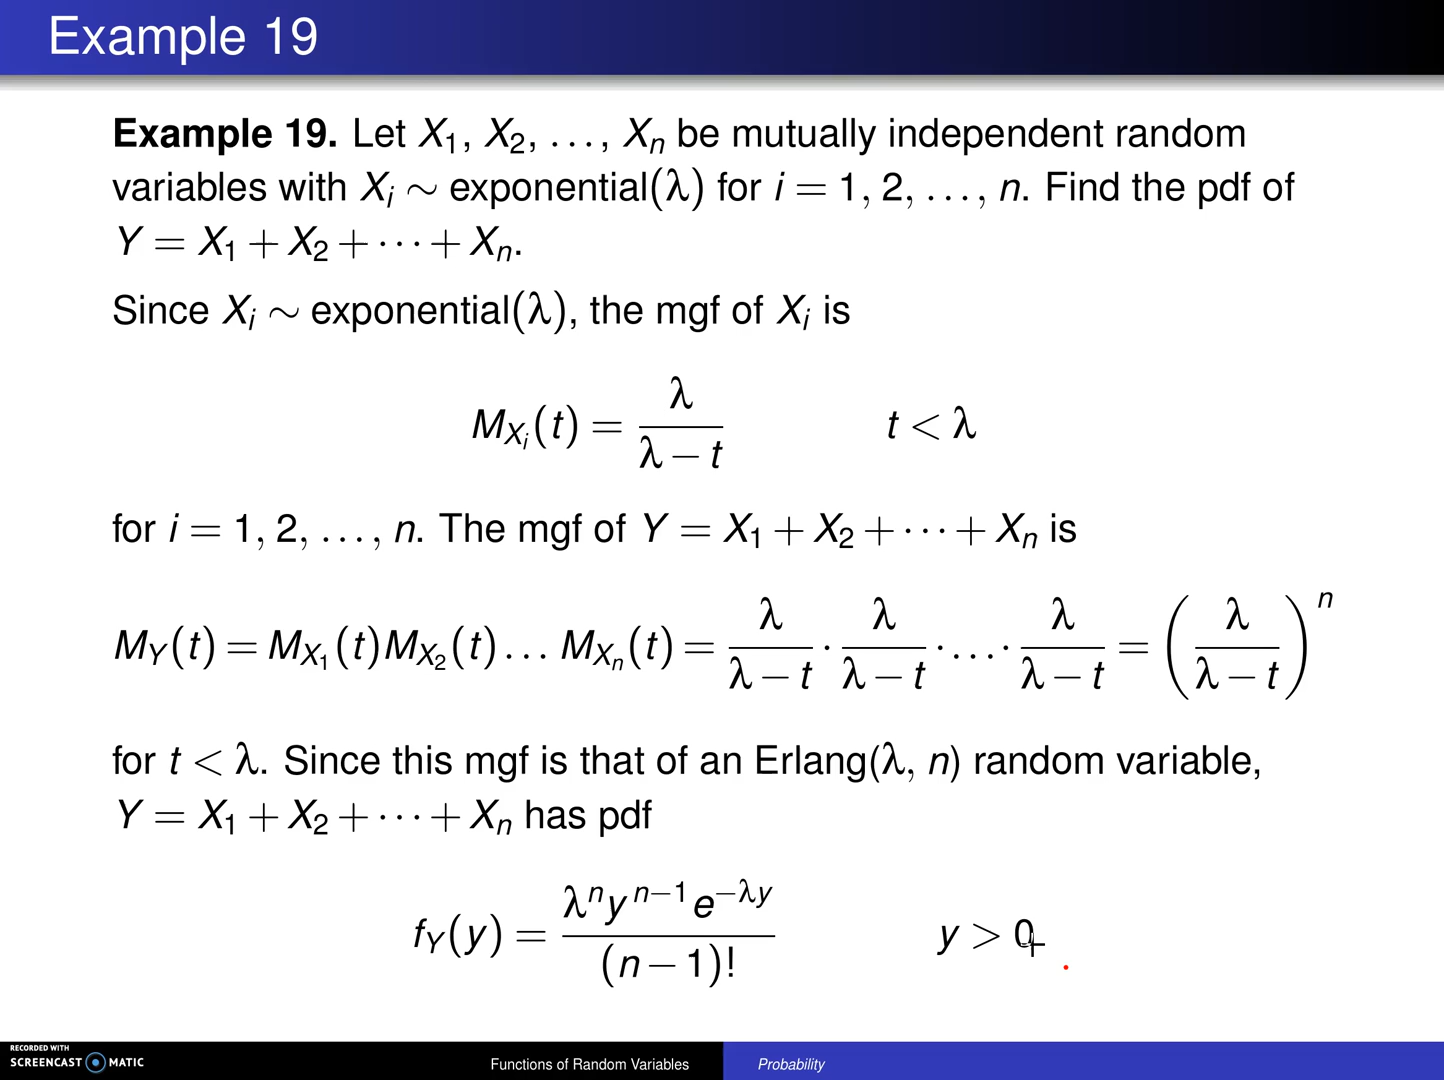 Example 19
Example 19. Let X₁, X₂, …, Xₙ be mutually independent random
variables with Xᵢ ∼ exponential(λ) for i = 1, 2, …, n. Find the pdf of
Y = X₁ + X₂ + ⋯ + Xₙ.
Since Xᵢ ∼ exponential(λ), the mgf of Xᵢ is
M_{Xᵢ}(t) = λ/(λ − t) t < λ
for i = 1, 2, …, n. The mgf of Y = X₁ + X₂ + ⋯ + Xₙ is
M_Y(t) = M_{X₁}(t)M_{X₂}(t)… M_{Xₙ}(t) = λ/(λ − t) · λ/(λ − t) · … · λ/(λ − t) = (λ/(λ − t))ⁿ
for t < λ. Since this mgf is that of an Erlang(λ, n) random variable,
Y = X₁ + X₂ + ⋯ + Xₙ has pdf
f_Y(y) = λⁿyⁿ⁻¹e^{−λy}/(n − 1)! y > 0
RECORDED WITH
SCREENCAST MATIC
Functions of Random Variables Probability